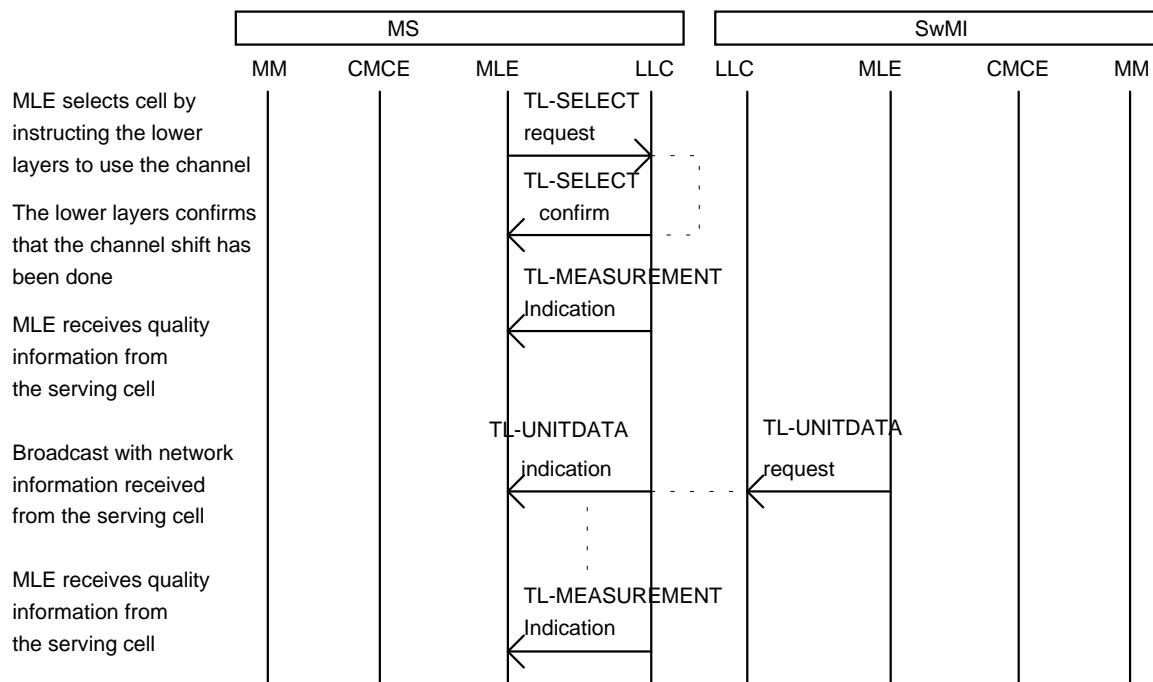 MS SwMI
MM CMCE MLE LLC LLC MLE CMCE MM
MLE selects cell by
instructing the lower
layers to use the channel
TL-SELECT
request
TL-SELECT
confirm
The lower layers confirms
that the channel shift has
been done
TL-MEASUREMENT
Indication
MLE receives quality
information from
the serving cell
TL-UNITDATA
indication
TL-UNITDATA
request
Broadcast with network
information received
from the serving cell
MLE receives quality
information from
the serving cell
TL-MEASUREMENT
Indication